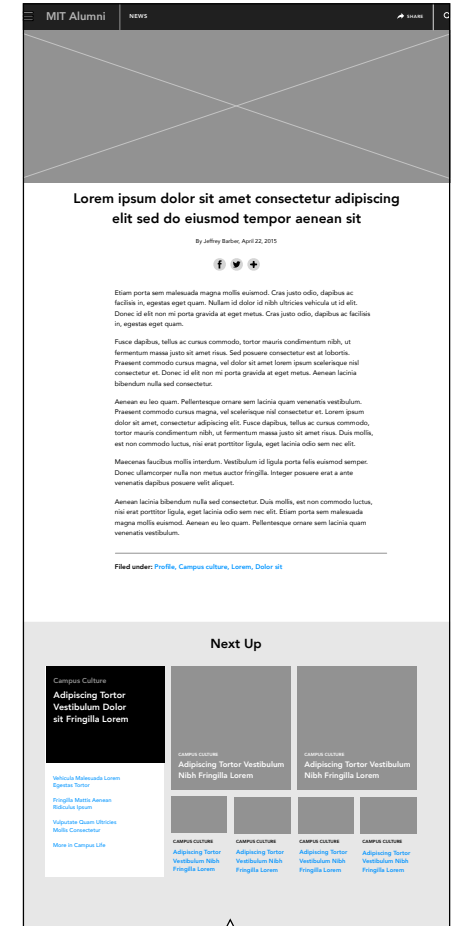 MIT Alumni
NEWS
SHARE
Lorem ipsum dolor sit amet consectetur adipiscing
elit sed do eiusmod tempor aenean sit
By Jeffrey Barber, April 22, 2015
Etiam porta sem malesuada magna mollis euismod. Cras justo odio, dapibus ac
facilisis in, egestas eget quam. Nullam id dolor id nibh ultricies vehicula ut id elit.
Donec id elit non mi porta gravida at eget metus. Cras justo odio, dapibus ac facilisis
in, egestas eget quam.
Fusce dapibus, tellus ac cursus commodo, tortor mauris condimentum nibh, ut
fermentum massa justo sit amet risus. Sed posuere consectetur est at lobortis.
Praesent commodo cursus magna, vel dolor sit amet lorem ipsum scelerisque nisl
consectetur et. Donec id elit non mi porta gravida at eget metus. Aenean lacinia
bibendum nulla sed consectetur.
Aenean eu leo quam. Pellentesque ornare sem lacinia quam venenatis vestibulum.
Praesent commodo cursus magna, vel scelerisque nisl consectetur et. Lorem ipsum
dolor sit amet, consectetur adipiscing elit. Fusce dapibus, tellus ac cursus commodo,
tortor mauris condimentum nibh, ut fermentum massa justo sit amet risus. Duis mollis,
est non commodo luctus, nisi erat porttitor ligula, eget lacinia odio sem nec elit.
Maecenas faucibus mollis interdum. Vestibulum id ligula porta felis euismod semper.
Donec ullamcorper nulla non metus auctor fringilla. Integer posuere erat a ante
venenatis dapibus posuere velit aliquet.
Aenean lacinia bibendum nulla sed consectetur. Duis mollis, est non commodo luctus,
nisi erat porttitor ligula, eget lacinia odio sem nec elit. Etiam porta sem malesuada
magna mollis euismod. Aenean eu leo quam. Pellentesque ornare sem lacinia quam
venenatis vestibulum.
Filed under: Profile, Campus culture, Lorem, Dolor sit
Next Up
Campus Culture
Adipiscing Tortor
Vestibulum Dolor
sit Fringilla Lorem
Vehicula Malesuada Lorem
Egestas Tortor
Fringilla Mattis Aenean
Ridiculus Ipsum
Vulputate Quam Ultricies
Mollis Consectetur
More in Campus Life
CAMPUS CULTURE
Adipiscing Tortor Vestibulum
Nibh Fringilla Lorem
CAMPUS CULTURE
Adipiscing Tortor Vestibulum
Nibh Fringilla Lorem
CAMPUS CULTURE
Adipiscing Tortor
Vestibulum Nibh
Fringilla Lorem
CAMPUS CULTURE
Adipiscing Tortor
Vestibulum Nibh
Fringilla Lorem
CAMPUS CULTURE
Adipiscing Tortor
Vestibulum Nibh
Fringilla Lorem
CAMPUS CULTURE
Adipiscing Tortor
Vestibulum Nibh
Fringilla Lorem